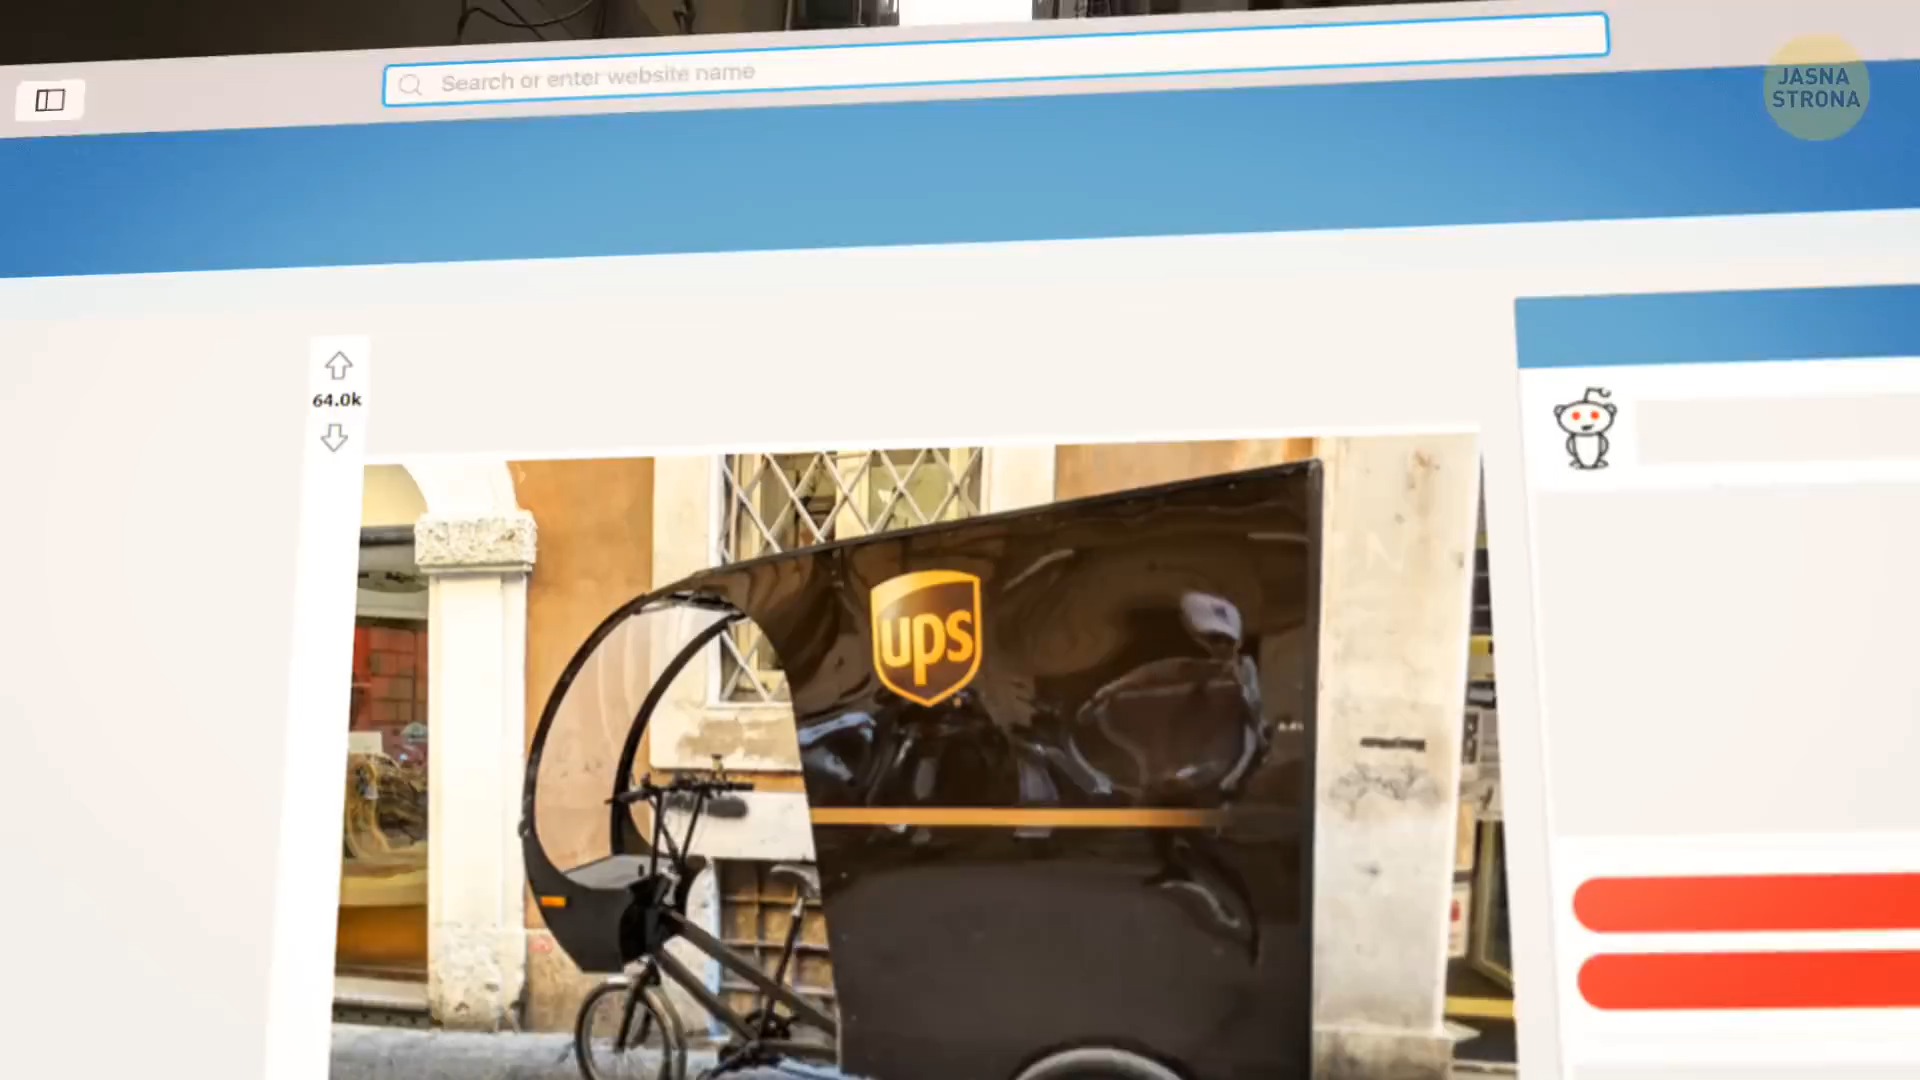 Search or enter website name
JASNA
STRONA
64.0k
ups